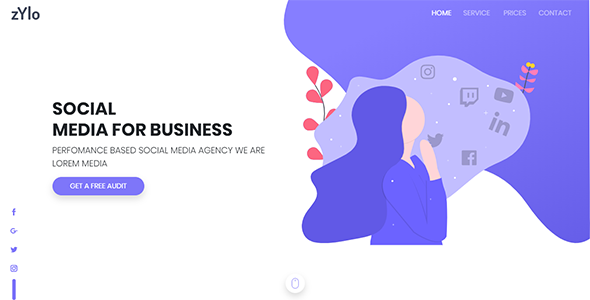 zYlo
HOME SERVICE PRICES CONTACT
SOCIAL
MEDIA FOR BUSINESS
PERFOMANCE BASED SOCIAL MEDIA AGENCY WE ARE
LOREM MEDIA
GET A FREE AUDIT